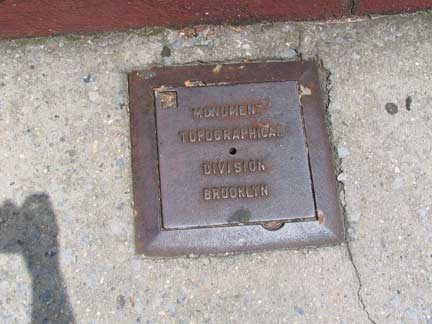 MONUMENT
TOPOGRAPHICAL
DIVISION
BROOKLYN